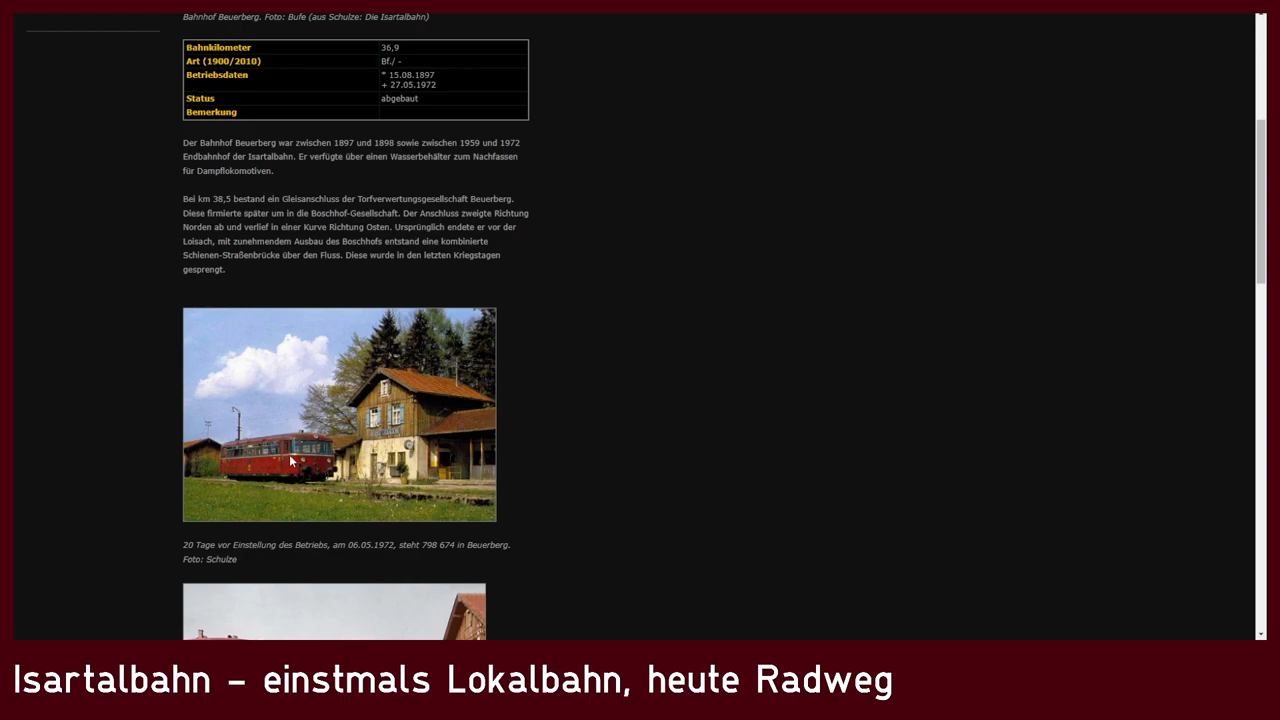 Bahnhof Beuerberg. Foto: Bufe (aus Schulze: Die Isartalbahn)
Bahnkilometer 36,9
Art (1900/2010) Bf./ -
Betriebsdaten * 15.08.1897
+ 27.05.1972
Status abgebaut
Bemerkung
Der Bahnhof Beuerberg war zwischen 1897 und 1898 sowie zwischen 1959 und 1972
Endbahnhof der Isartalbahn. Er verfügte über einen Wasserbehälter zum Nachfassen
für Dampflokomotiven.
Bei km 38,5 bestand ein Gleisanschluss der Torfverwertungsgesellschaft Beuerberg.
Diese firmierte später um in die Boschhof-Gesellschaft. Der Anschluss zweigte Richtung
Norden ab und verlief in einer Kurve Richtung Osten. Ursprünglich endete er vor der
Loisach, mit zunehmendem Ausbau des Boschhofs entstand eine kombinierte
Schienen-Straßenbrücke über den Fluss. Diese wurde in den letzten Kriegstagen
gesprengt.
20 Tage vor Einstellung des Betriebs, am 06.05.1972, steht 798 674 in Beuerberg.
Foto: Schulze
Isartalbahn – einstmals Lokalbahn, heute Radweg